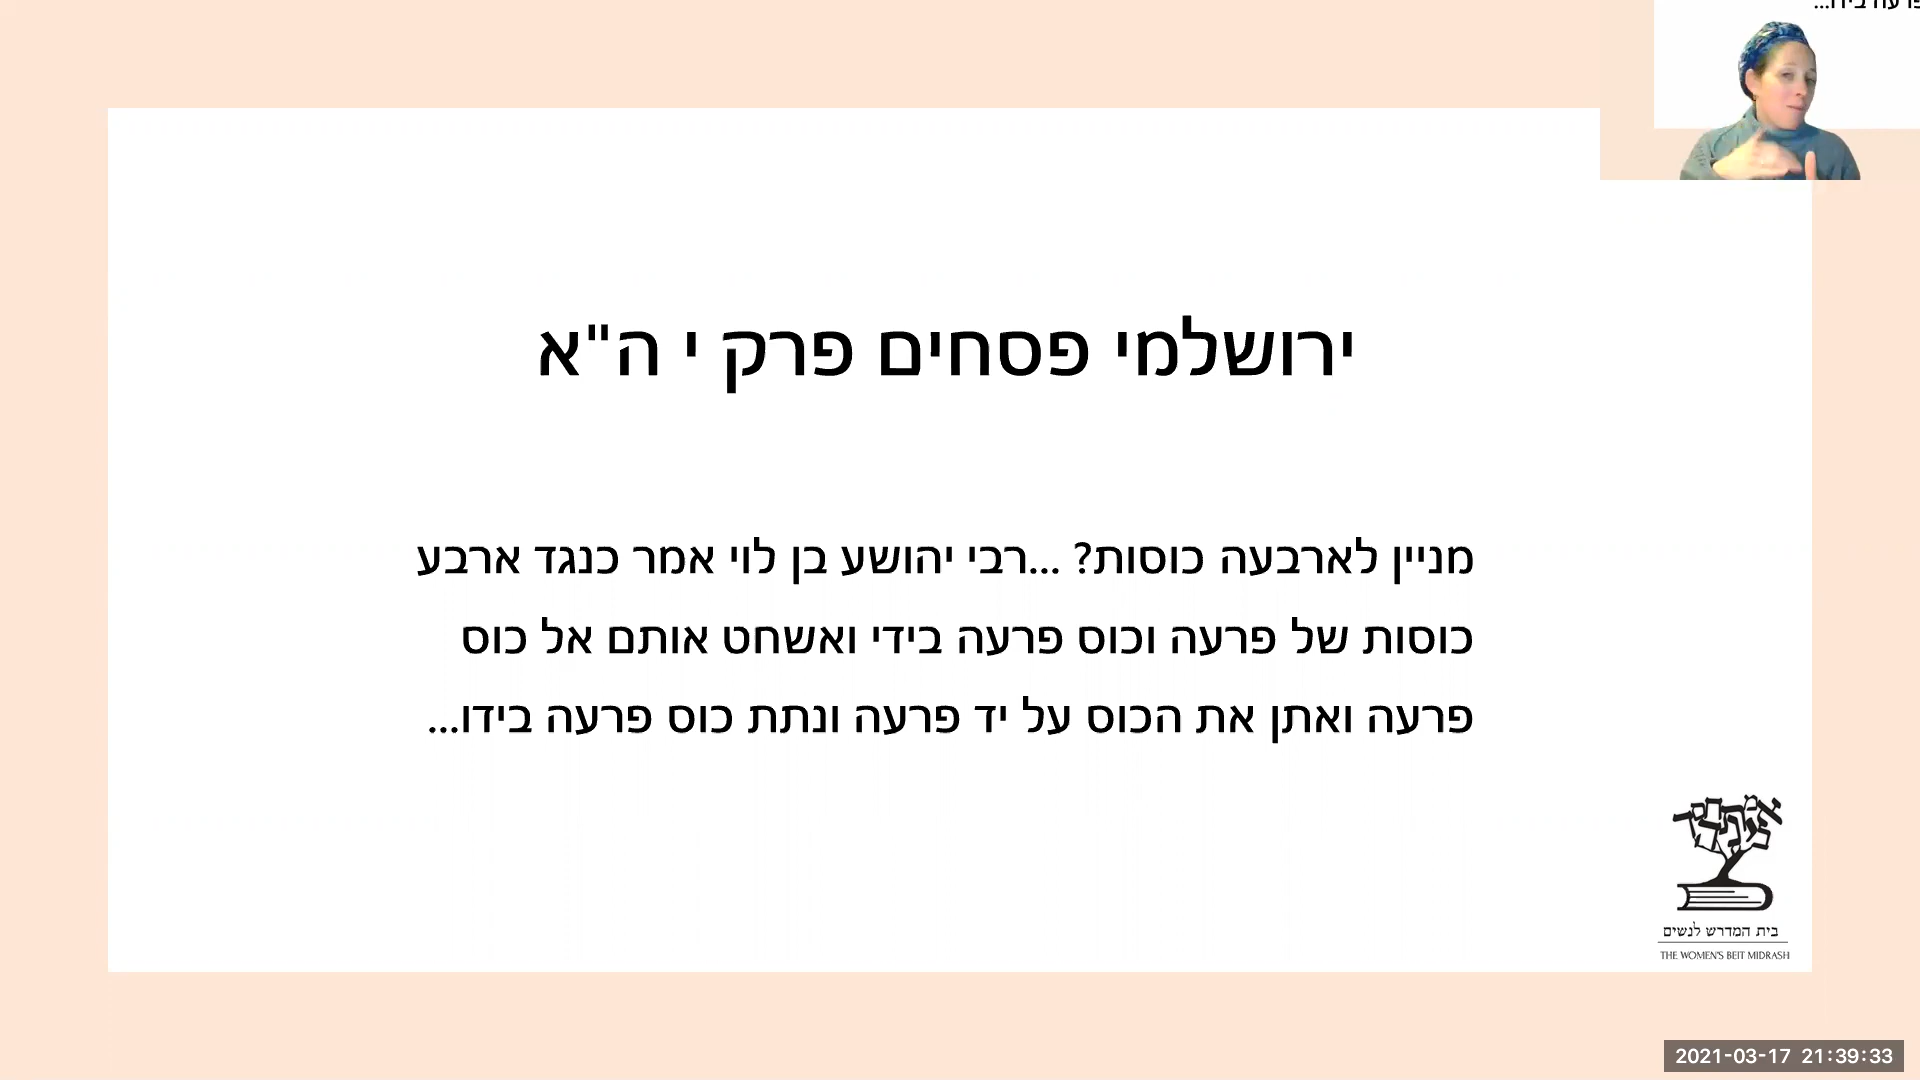 פרעה בידו...
ירושלמי פסחים פרק י ה"א
מניין לארבעה כוסות? ...רבי יהושע בן לוי אמר כנגד ארבע
כוסות של פרעה וכוס פרעה בידי ואשחט אותם אל כוס
פרעה ואתן את הכוס על יד פרעה ונתת כוס פרעה בידו...
בית המדרש לנשים
THE WOMEN'S BEIT MIDRASH
2021-03-17 21:39:33